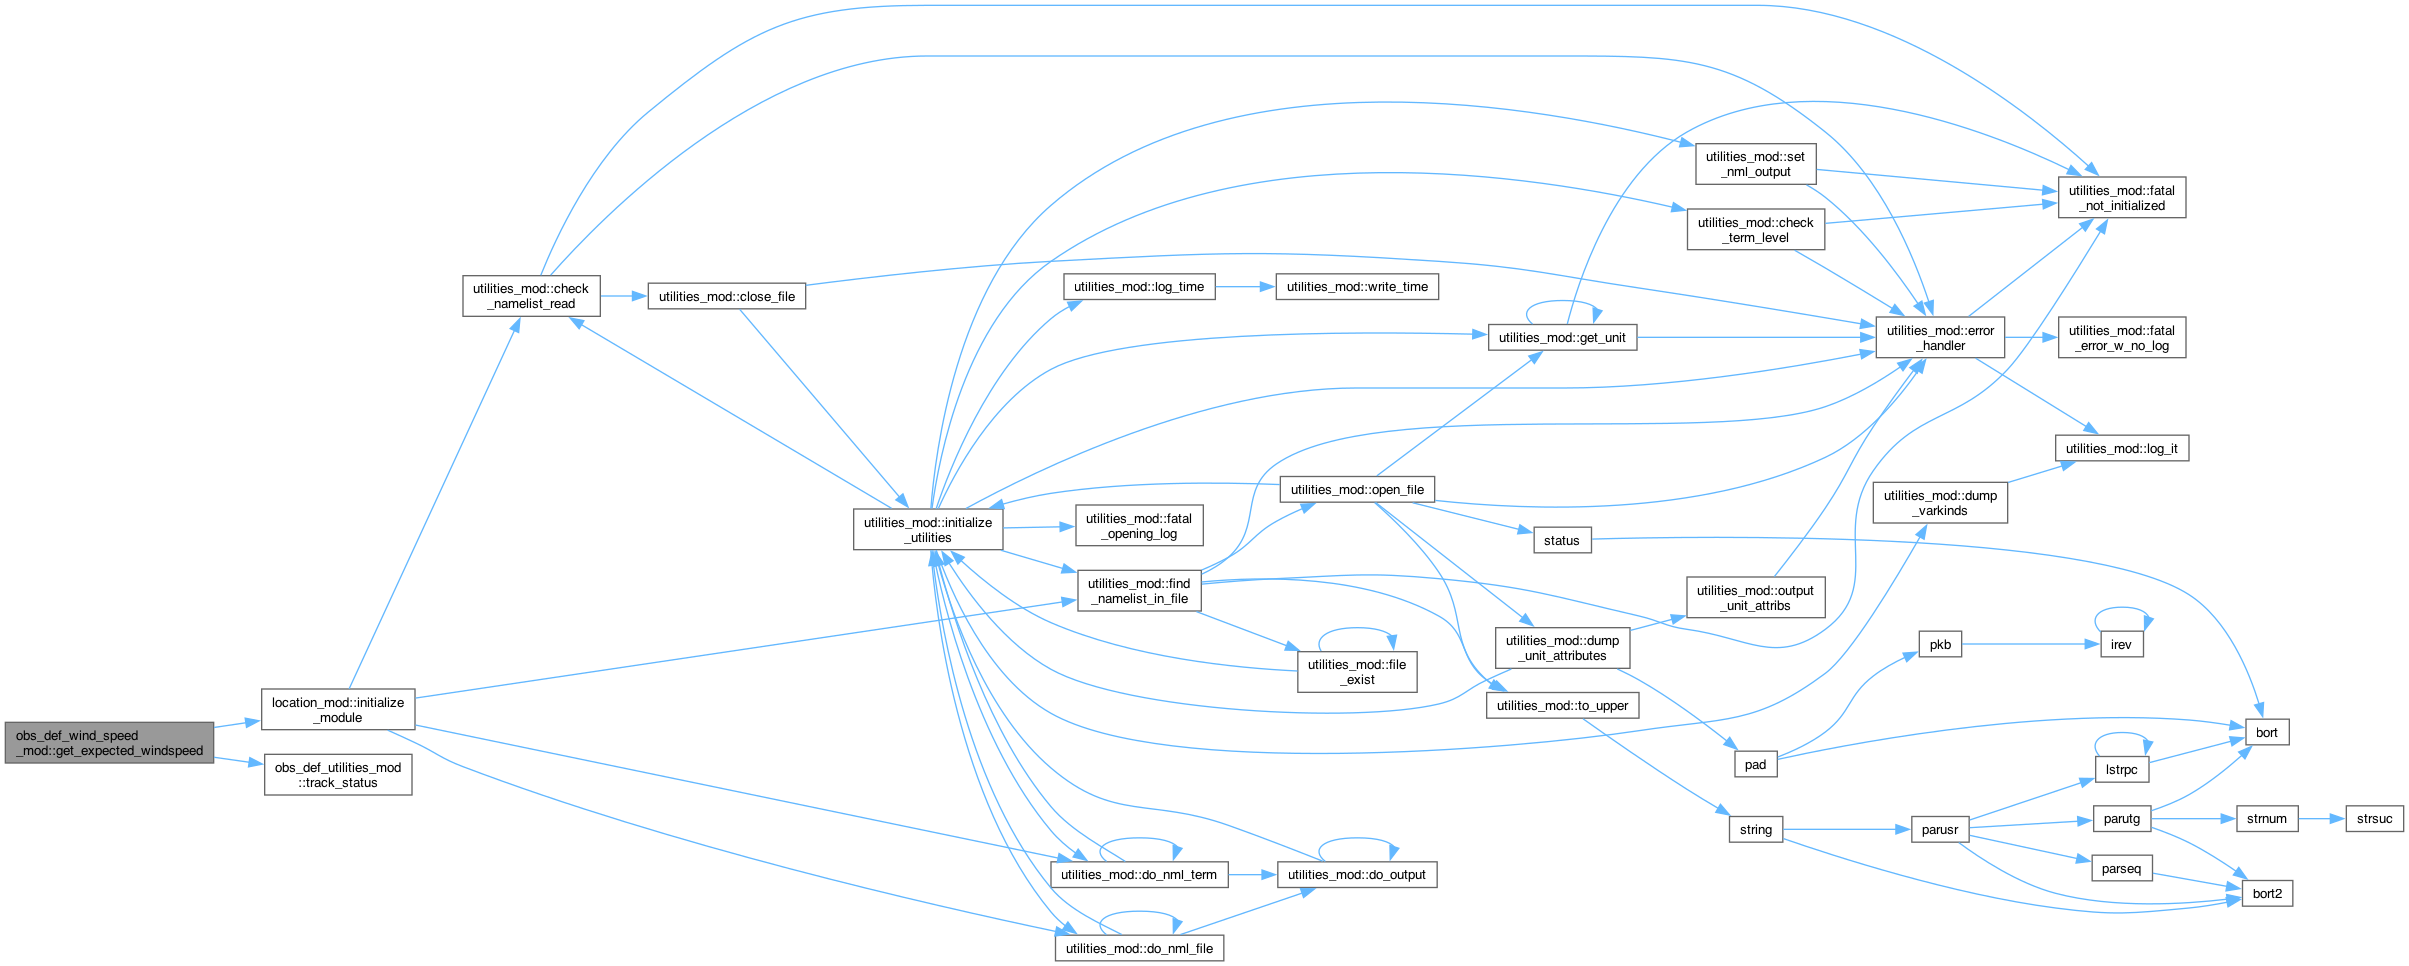 obs_def_wind_speed
_mod::get_expected_windspeed
location_mod::initialize
_module
obs_def_utilities_mod
::track_status
utilities_mod::check
_namelist_read
utilities_mod::close_file
utilities_mod::initialize
_utilities
utilities_mod::log_time
utilities_mod::write_time
utilities_mod::fatal
_opening_log
utilities_mod::find
_namelist_in_file
utilities_mod::do_nml_term
utilities_mod::do_nml_file
utilities_mod::open_file
utilities_mod::file
_exist
utilities_mod::do_output
utilities_mod::get_unit
status
utilities_mod::dump
_unit_attributes
utilities_mod::to_upper
utilities_mod::set
_nml_output
utilities_mod::check
_term_level
utilities_mod::output
_unit_attribs
pad
string
utilities_mod::error
_handler
utilities_mod::dump
_varkinds
pkb
parusr
utilities_mod::fatal
_not_initialized
utilities_mod::fatal
_error_w_no_log
utilities_mod::log_it
irev
lstrpc
parutg
parseq
bort
strnum
bort2
strsuc